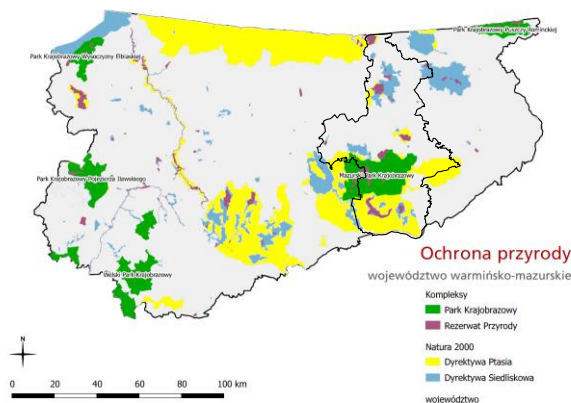 Park Krajobrazowy Puszczy Rominckiej
Park Krajobrazowy Wysoczyzny Elbląskiej
Mazurski Park Krajobrazowy
Park Krajobrazowy Pojezierza Iławskiego
Welski Park Krajobrazowy
Ochrona przyrody
województwo warmińsko-mazurskie
Kompleksy
Park Krajobrazowy
Rezerwat Przyrody
Natura 2000
Dyrektywa Ptasia
Dyrektywa Siedliskowa
województwo
N
0 20 40 60 80 100 km